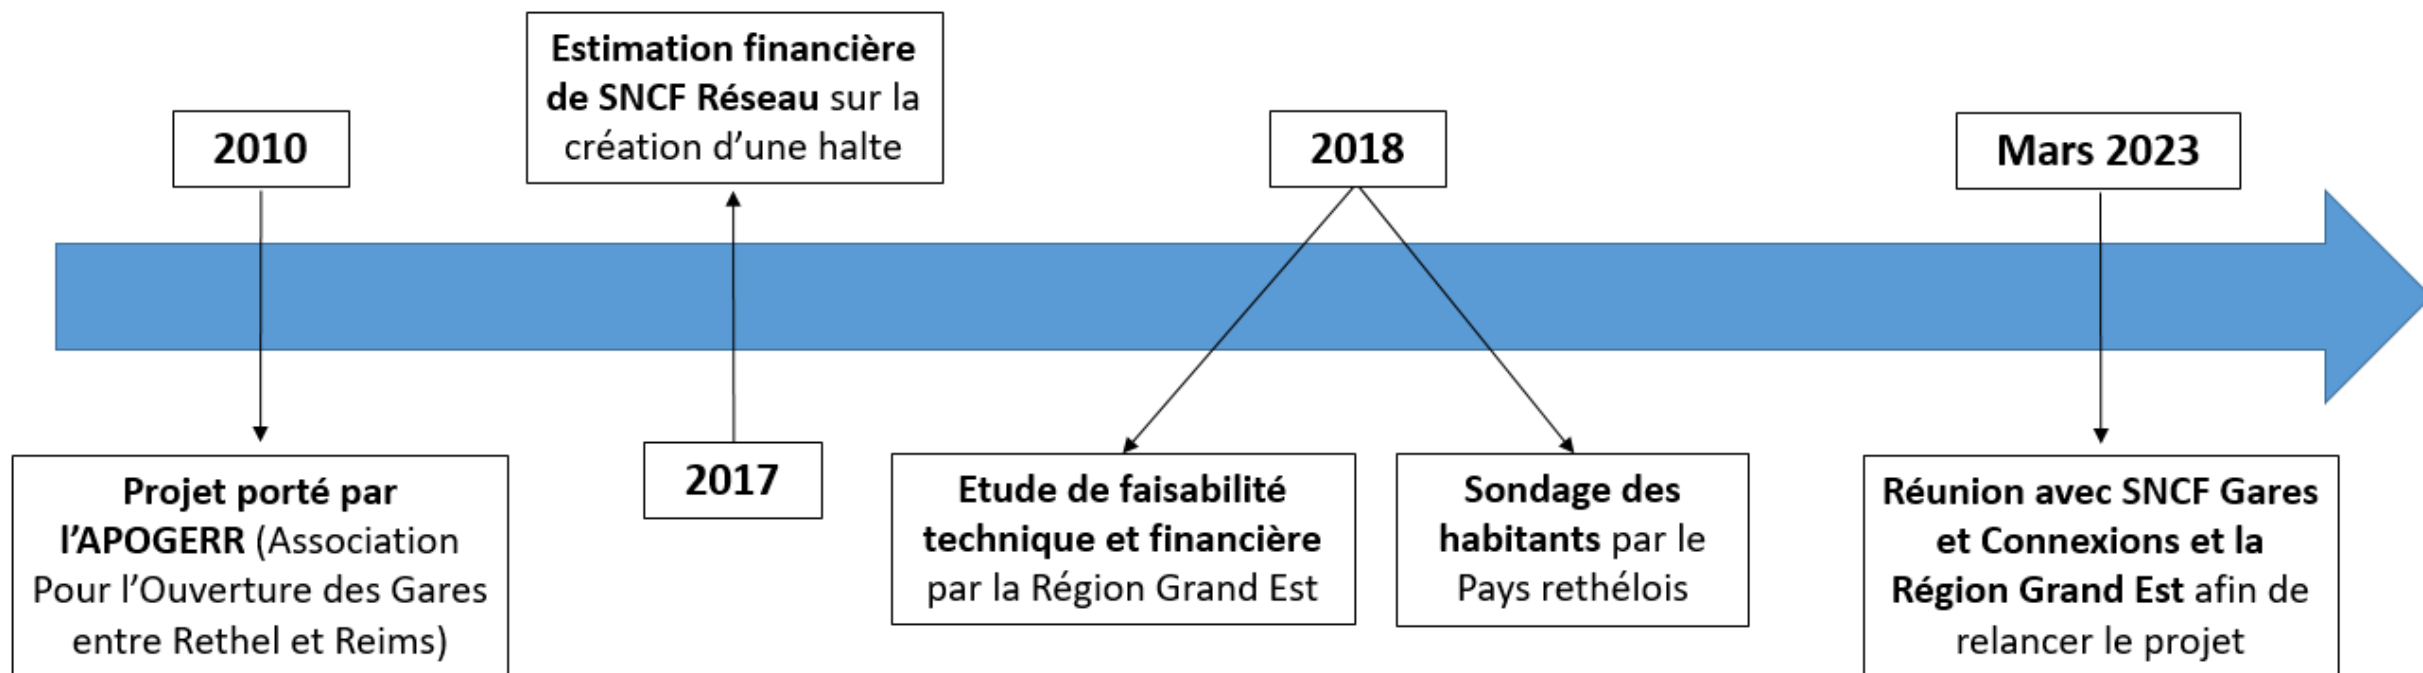 2010
Projet porté par
l’APOGERR (Association
Pour l’Ouverture des Gares
entre Rethel et Reims)
Estimation financière
de SNCF Réseau sur la
création d’une halte
2017
2018
Etude de faisabilité
technique et financière
par la Région Grand Est
Sondage des
habitants par le
Pays rethélois
Mars 2023
Réunion avec SNCF Gares
et Connexions et la
Région Grand Est afin de
relancer le projet